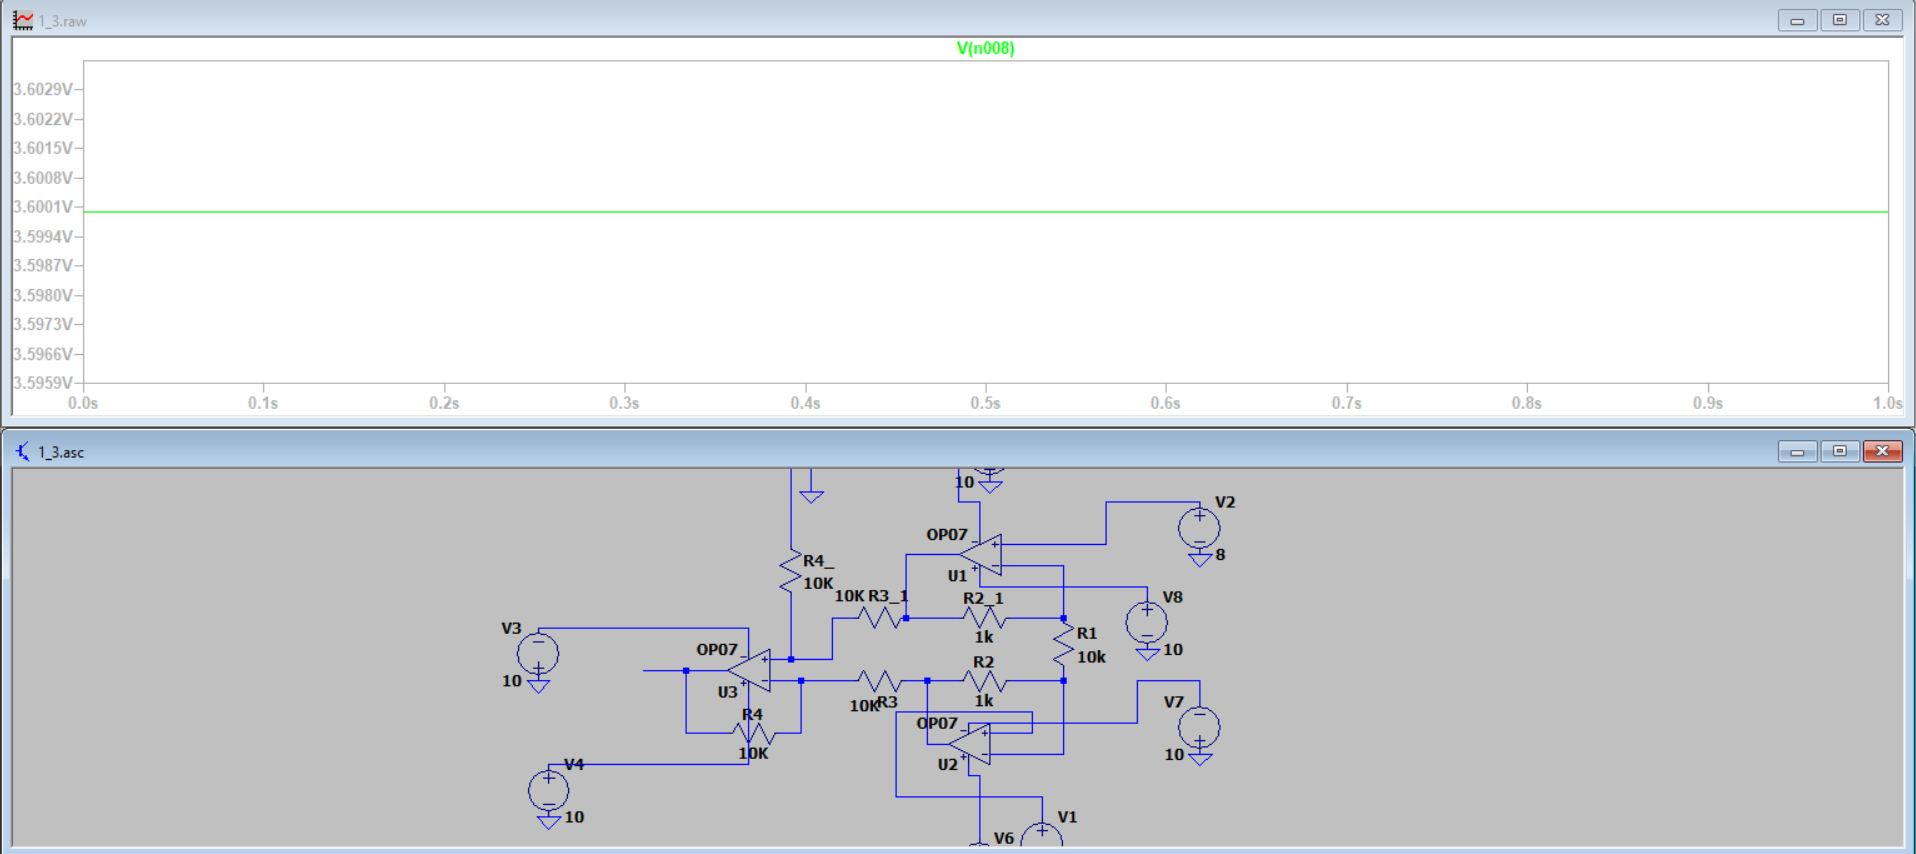 1_3.raw
V(n008)
3.6029V
3.6022V
3.6015V
3.6008V
3.6001V
3.5994V
3.5987V
3.5980V
3.5973V
3.5966V
3.5959V
0.0s 0.1s 0.2s 0.3s 0.4s 0.5s 0.6s 0.7s 0.8s 0.9s 1.0s
1_3.asc
10
V2
OP07
8
R4_
U1
10K
10K R3_1
R2_1
V8
V3
1k
R1
OP07
R2
10k
10
10
U3
1k
V7
10K R3
R4
OP07
10K
10
V4
U2
10
V1
V6